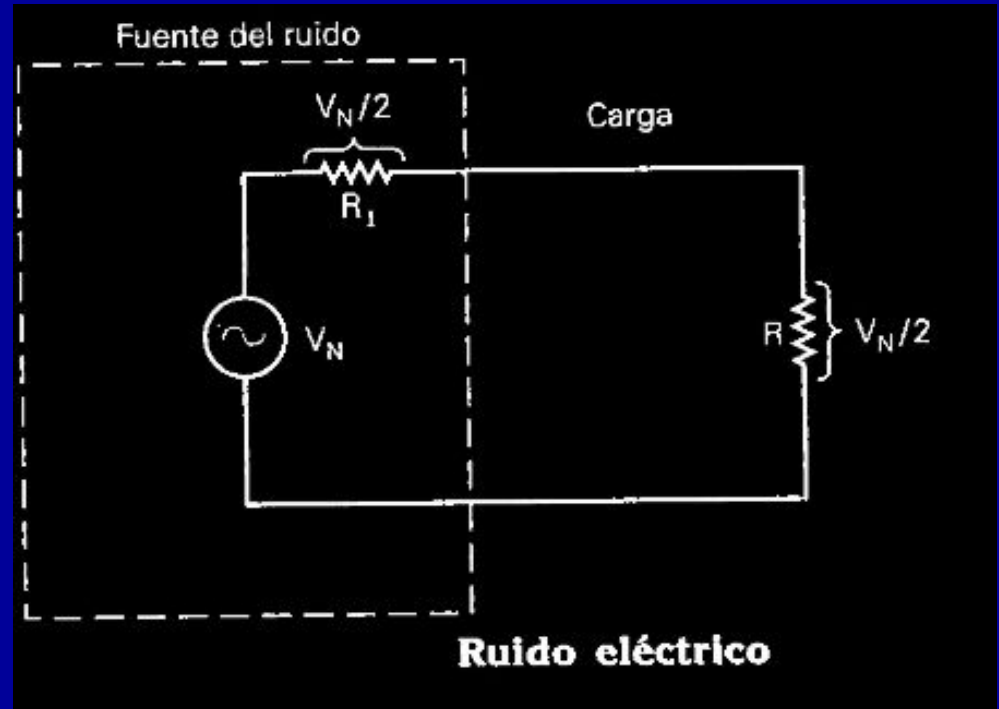 Fuente del ruido
V_N/2
Carga
R_1
V_N
R
V_N/2
Ruido eléctrico